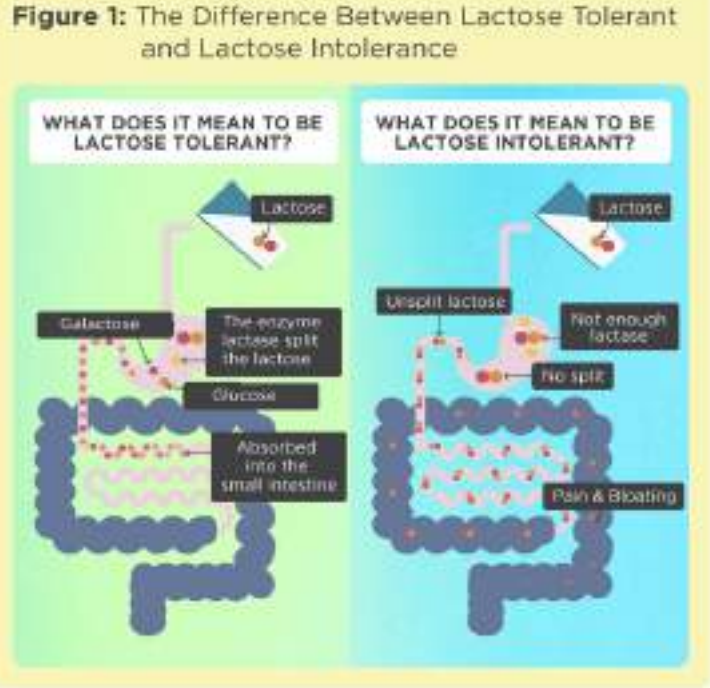 Figure 1: The Difference Between Lactose Tolerant
and Lactose Intolerance
WHAT DOES IT MEAN TO BE
LACTOSE TOLERANT?
Lactose
Galactose
The enzyme
lactase split
the lactose
Glucose
Absorbed
into the
small intestine
WHAT DOES IT MEAN TO BE
LACTOSE INTOLERANT?
Lactose
Unsplit lactose
Not enough
lactase
No split
Pain & Bloating